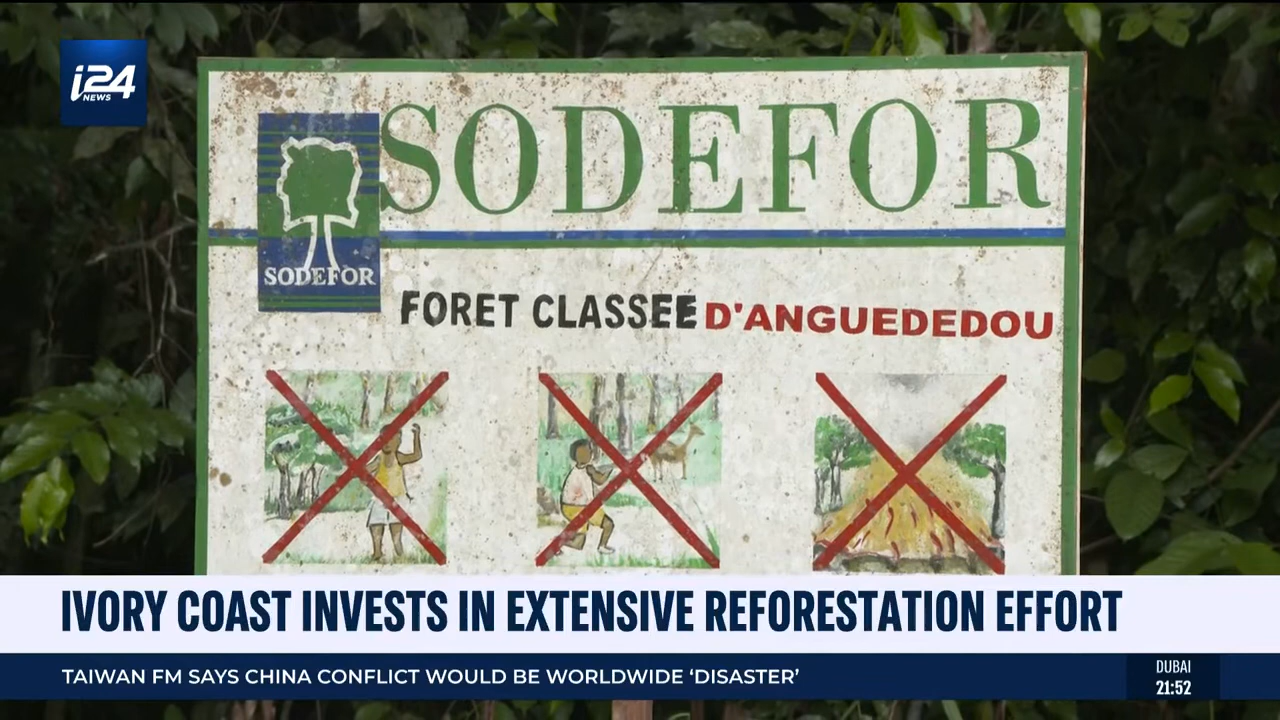 i24
NEWS
SODEFOR
SODEFOR
FORET CLASSEE D'ANGUEDEDOU
IVORY COAST INVESTS IN EXTENSIVE REFORESTATION EFFORT
TAIWAN FM SAYS CHINA CONFLICT WOULD BE WORLDWIDE ‘DISASTER’
DUBAI
21:52